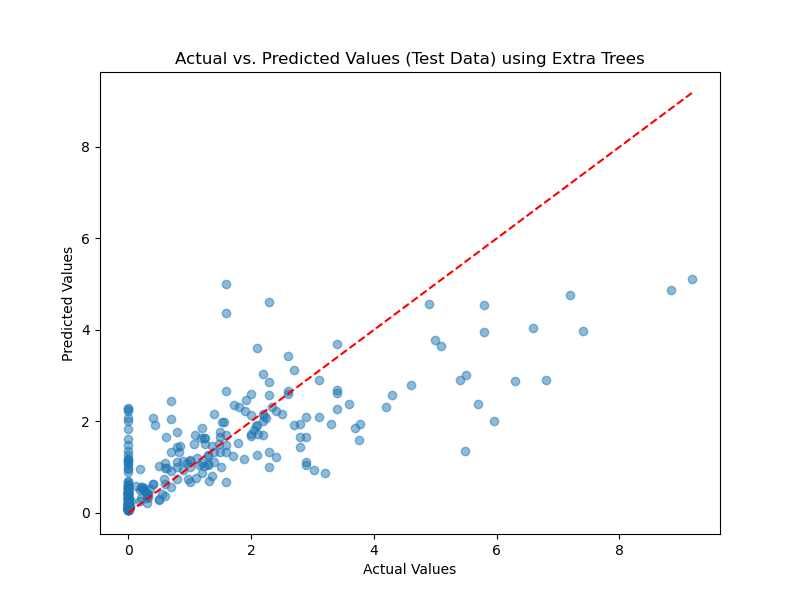 Actual vs. Predicted Values (Test Data) using Extra Trees
Predicted Values
8
6
4
2
0
0 2 4 6 8
Actual Values